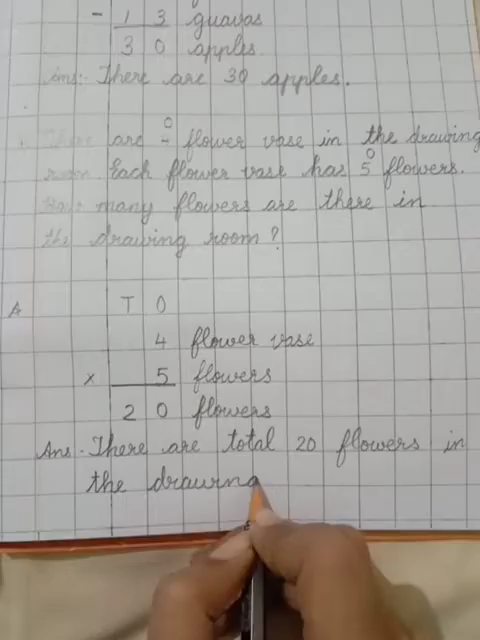 - 1 3 guavas
3 0 apples
Ans:- There are 30 apples.
There are 4 flower vase in the drawing
room. Each flower vase has 5 flowers.
How many flowers are there in
the drawing room?
A T O
4 flower vase
x 5 flowers
2 0 flowers
Ans - There are total 20 flowers in
the drawing